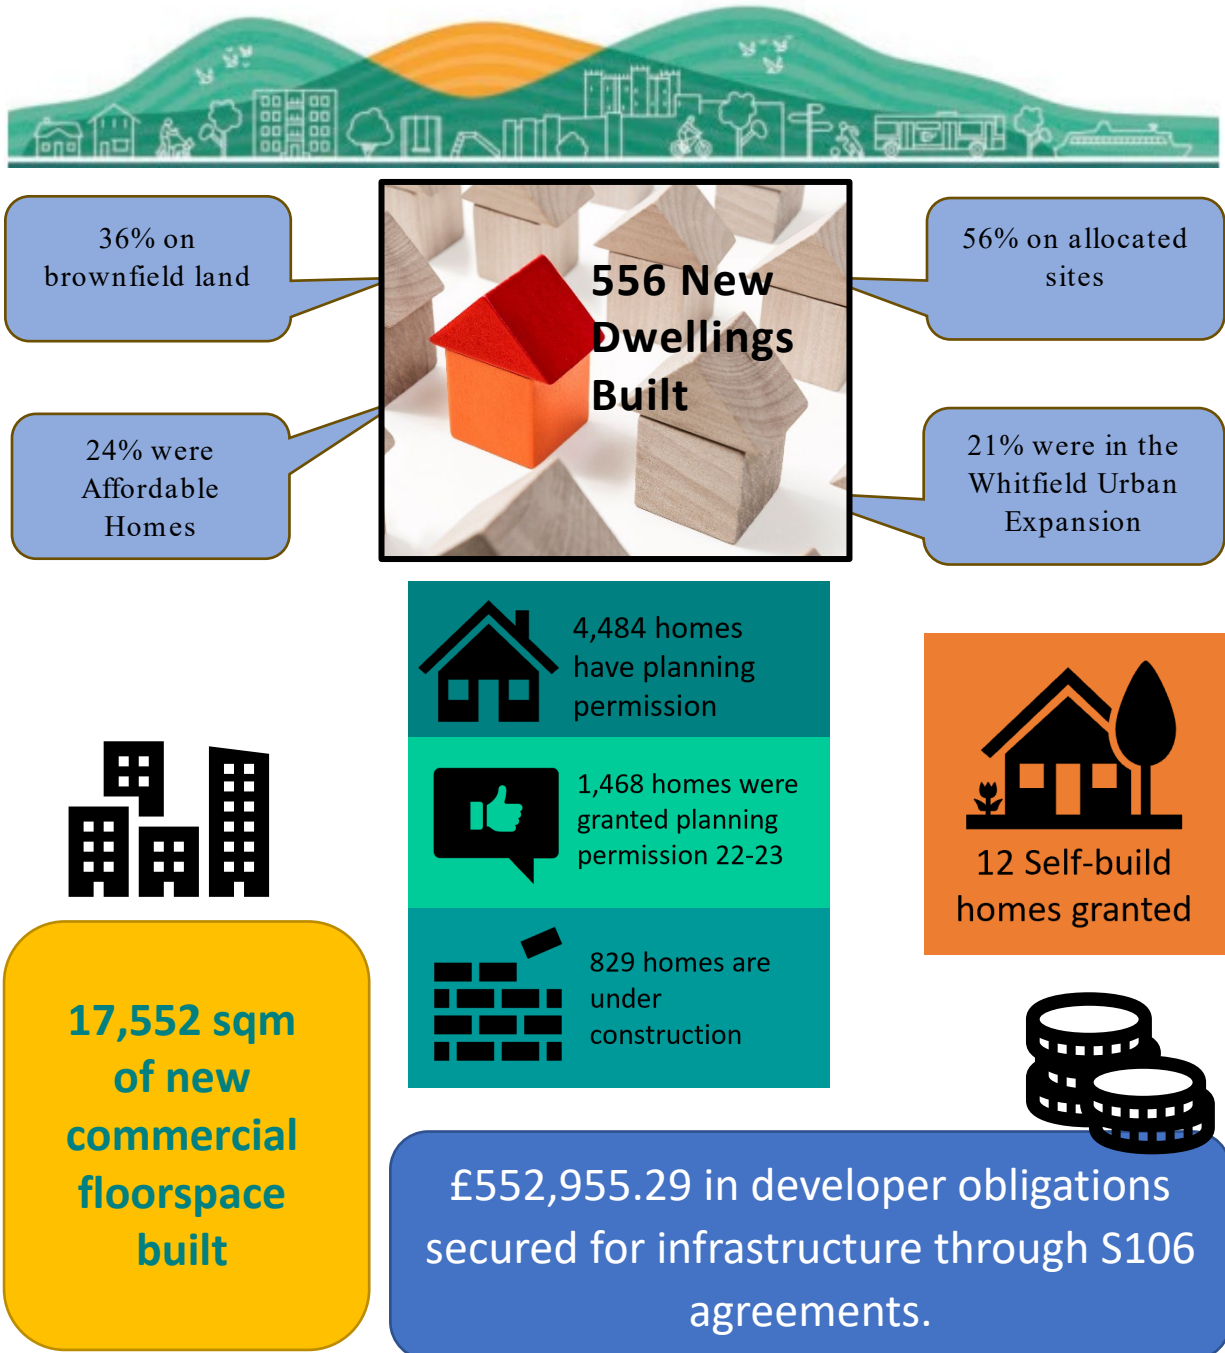 36% on
brownfield land
556 New
Dwellings
Built
56% on allocated
sites
24% were
Affordable
Homes
21% were in the
Whitfield Urban
Expansion
4,484 homes
have planning
permission
1,468 homes were
granted planning
permission 22-23
829 homes are
under
construction
12 Self-build
homes granted
17,552 sqm
of new
commercial
floorspace
built
£552,955.29 in developer obligations
secured for infrastructure through S106
agreements.